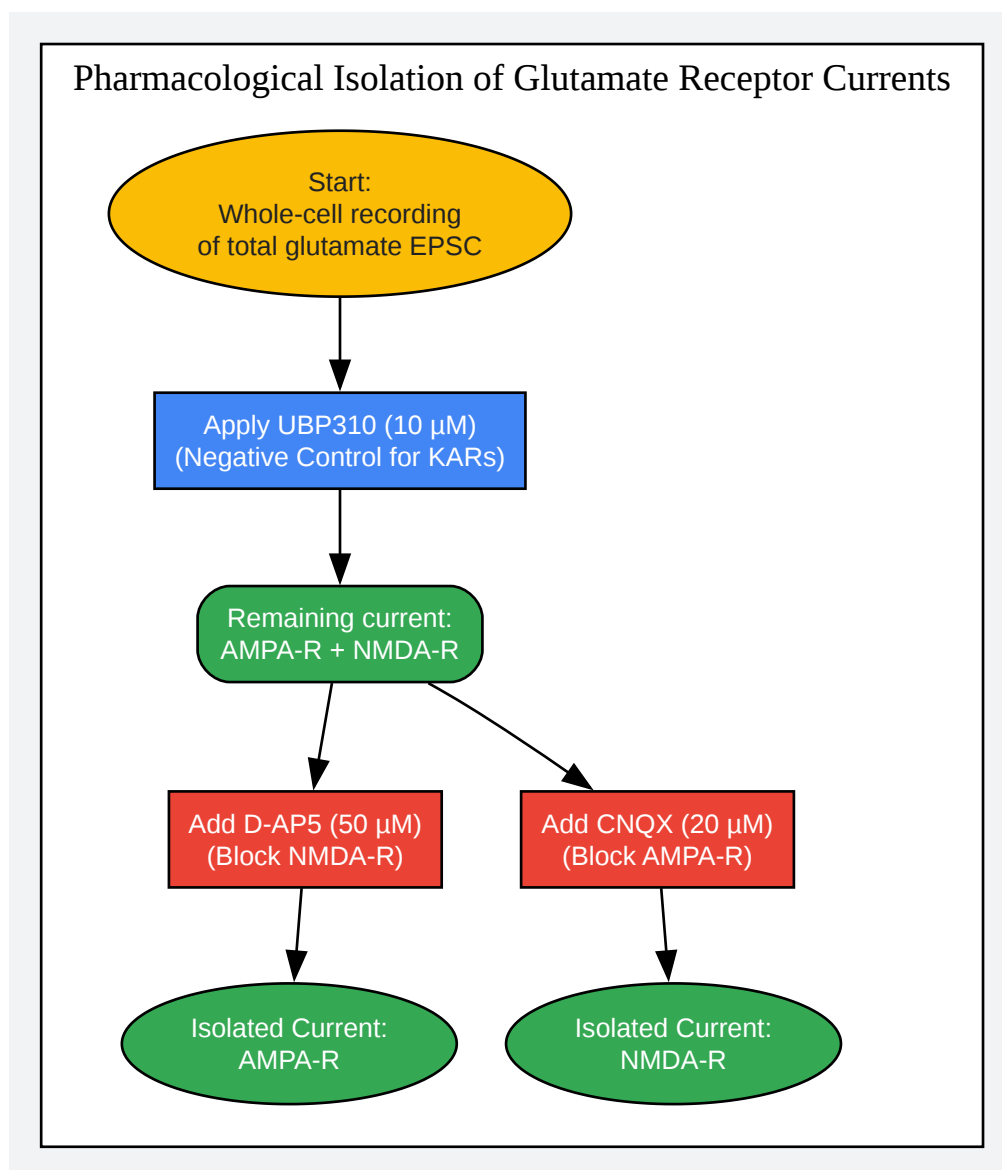 Pharmacological Isolation of Glutamate Receptor Currents
Start:
Whole-cell recording
of total glutamate EPSC
Apply UBP310 (10 µM)
(Negative Control for KARs)
Remaining current:
AMPA-R + NMDA-R
Add D-AP5 (50 µM)
(Block NMDA-R)
Add CNQX (20 µM)
(Block AMPA-R)
Isolated Current:
AMPA-R
Isolated Current:
NMDA-R